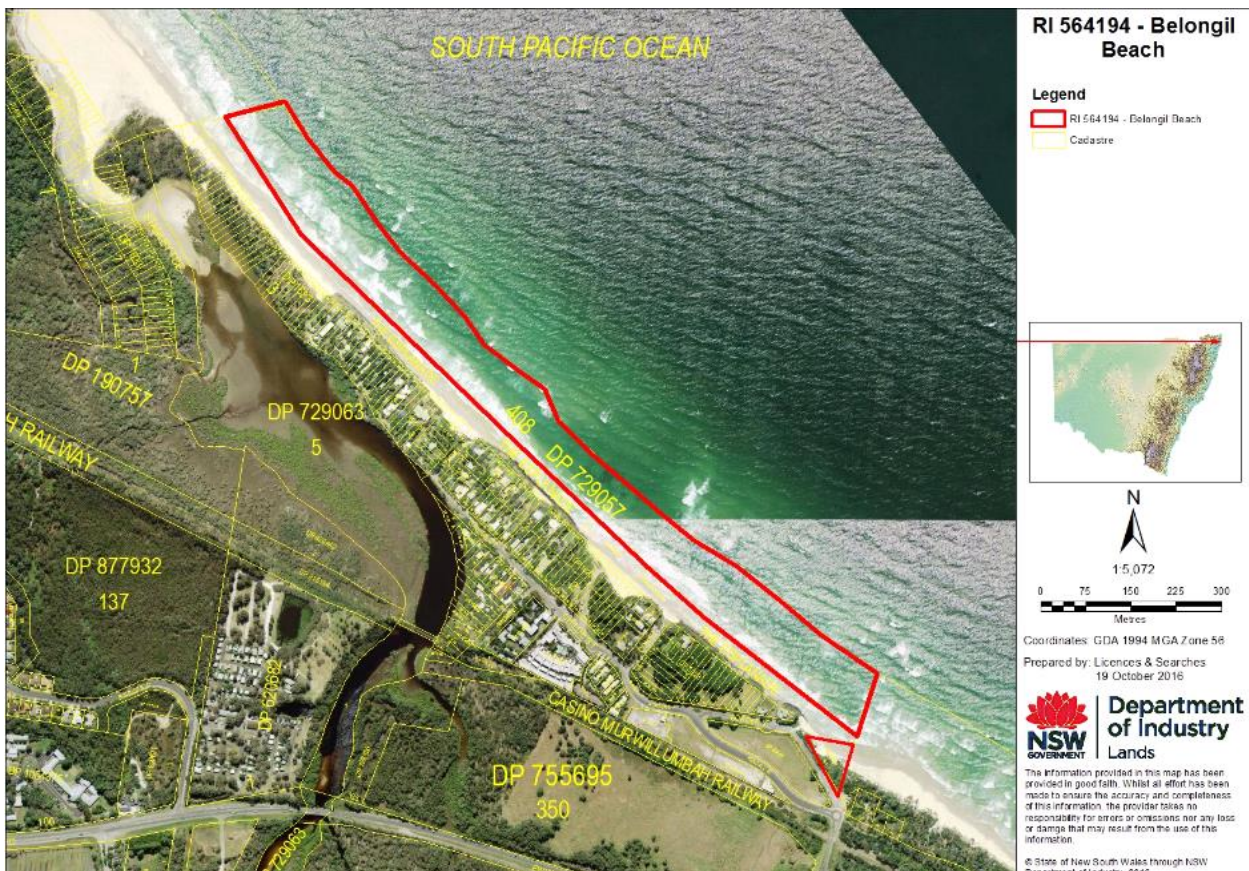 SOUTH PACIFIC OCEAN
DP 190757
1
DP 729063
5
H RAILWAY
408
DP 729057
DP 877932
137
CASINO MURWILLUMBAH RAILWAY
DP 755695
350
100
729063
RI 564194 - Belongil
Beach
Legend
RI 564194 - Belongil Beach
Cadastre
N
1:5,072
0 75 150 225 300
Metres
Coordinates: GDA 1994 MGA Zone 56
Prepared by: Licences & Searches
19 October 2016
NSW
GOVERNMENT
Department
of Industry
Lands
The information provided in this map has been
provided in good faith. Whilst all effort has been
made to ensure the accuracy and completeness
of this information, the provider takes no
responsibility for errors or omissions nor any loss
or damge that may result from the use of this
information.
© State of New South Wales through NSW
Department of Industry, 2016